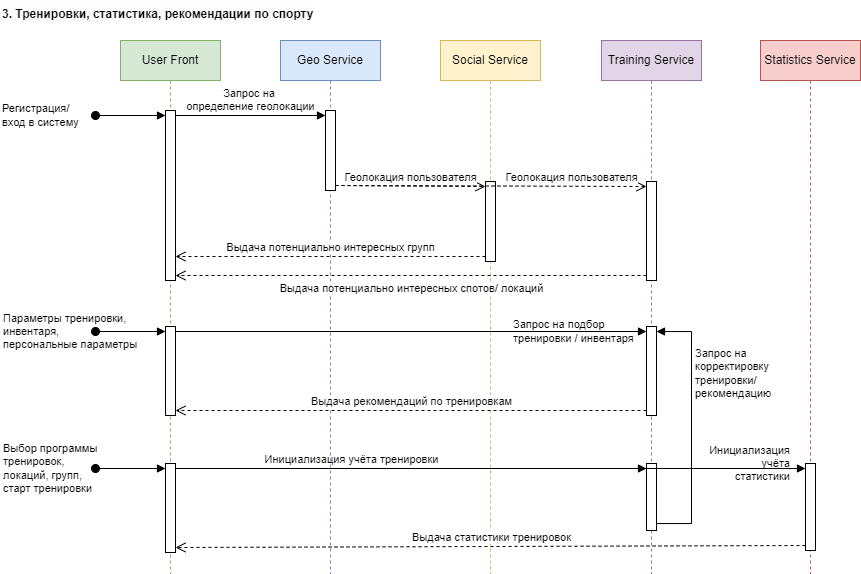 3. Тренировки, статистика, рекомендации по спорту
User Front
Geo Service
Social Service
Training Service
Statistics Service
Регистрация/
вход в систему
Запрос на
определение геолокации
Геолокация пользователя
Геолокация пользователя
Выдача потенциально интересных групп
Выдача потенциально интересных спотов/ локаций
Параметры тренировки,
инвентаря,
персональные параметры
Запрос на подбор
тренировки / инвентаря
Запрос на
корректировку
тренировки/
рекомендацию
Выдача рекомендаций по тренировкам
Выбор программы
тренировок,
локаций, групп,
старт тренировки
Инициализация учёта тренировки
Инициализация
учёта
статистики
Выдача статистики тренировок